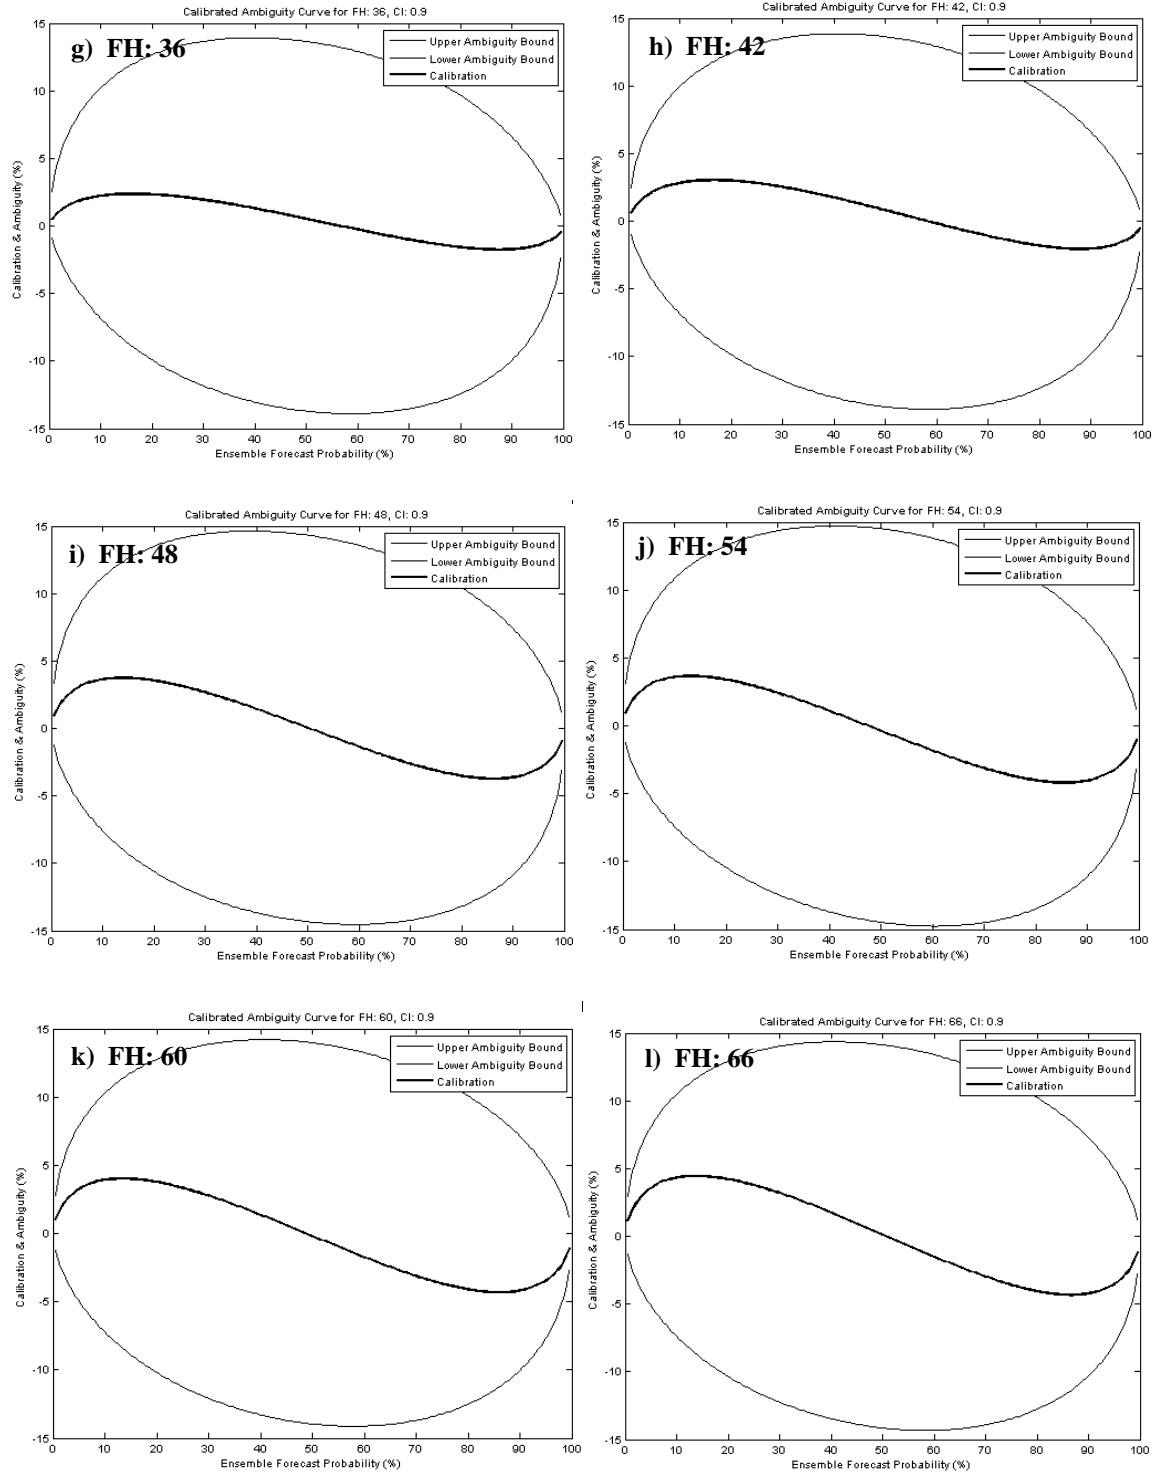 Calibrated Ambiguity Curve for FH: 36, CI: 0.9
g) FH: 36
Upper Ambiguity Bound
Lower Ambiguity Bound
Calibration
Calibration & Ambiguity (%)
15
10
5
0
-5
-10
-15
0 10 20 30 40 50 60 70 80 90 100
Ensemble Forecast Probability (%)
Calibrated Ambiguity Curve for FH: 42, CI: 0.9
h) FH: 42
Upper Ambiguity Bound
Lower Ambiguity Bound
Calibration
Calibration & Ambiguity (%)
15
10
5
0
-5
-10
-15
0 10 20 30 40 50 60 70 80 90 100
Ensemble Forecast Probability (%)
Calibrated Ambiguity Curve for FH: 48, CI: 0.9
i) FH: 48
Upper Ambiguity Bound
Lower Ambiguity Bound
Calibration
Calibration & Ambiguity (%)
15
10
5
0
-5
-10
-15
0 10 20 30 40 50 60 70 80 90 100
Ensemble Forecast Probability (%)
Calibrated Ambiguity Curve for FH: 54, CI: 0.9
j) FH: 54
Upper Ambiguity Bound
Lower Ambiguity Bound
Calibration
Calibration & Ambiguity (%)
15
10
5
0
-5
-10
-15
0 10 20 30 40 50 60 70 80 90 100
Ensemble Forecast Probability (%)
Calibrated Ambiguity Curve for FH: 60, CI: 0.9
k) FH: 60
Upper Ambiguity Bound
Lower Ambiguity Bound
Calibration
Calibration & Ambiguity (%)
15
10
5
0
-5
-10
-15
0 10 20 30 40 50 60 70 80 90 100
Ensemble Forecast Probability (%)
Calibrated Ambiguity Curve for FH: 66, CI: 0.9
l) FH: 66
Upper Ambiguity Bound
Lower Ambiguity Bound
Calibration
Calibration & Ambiguity (%)
15
10
5
0
-5
-10
-15
0 10 20 30 40 50 60 70 80 90 100
Ensemble Forecast Probability (%)